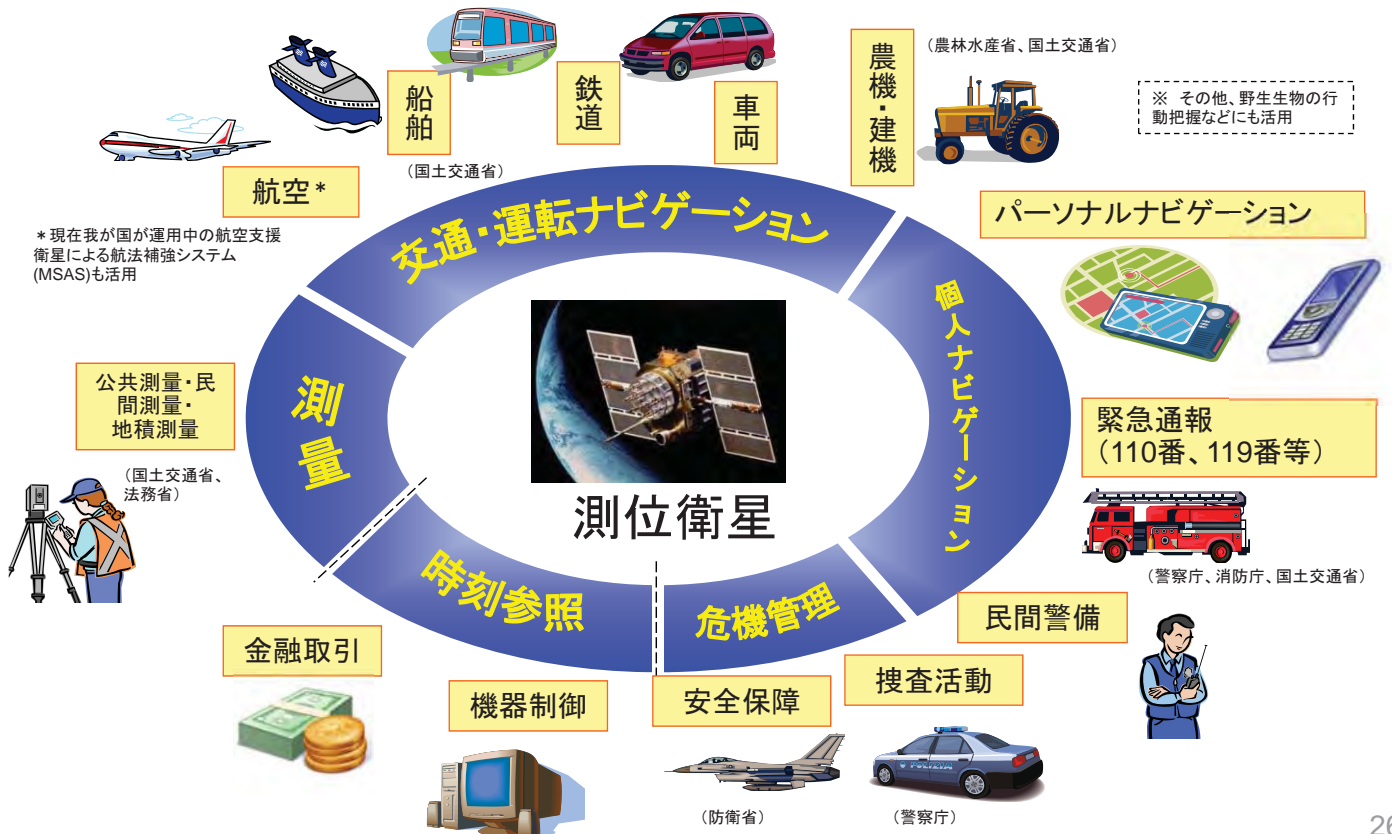 船
舶
(国土交通省)
鉄
道
車
両
農
機
・
建
機
(農林水産省、国土交通省)
※ その他、野生生物の行
動把握などにも活用
航空*
*現在我が国が運用中の航空支援
衛星による航法補強システム
(MSAS)も活用
交通・運転ナビゲーション
パーソナルナビゲーション
個人ナビゲーション
測量
公共測量・民
間測量・
地積測量
(国土交通省、
法務省)
測位衛星
緊急通報
(110番、119番等)
(警察庁、消防庁、国土交通省)
時刻参照
危機管理
民間警備
金融取引
機器制御
安全保障
捜査活動
POLIZIA
(防衛省)
(警察庁)
26